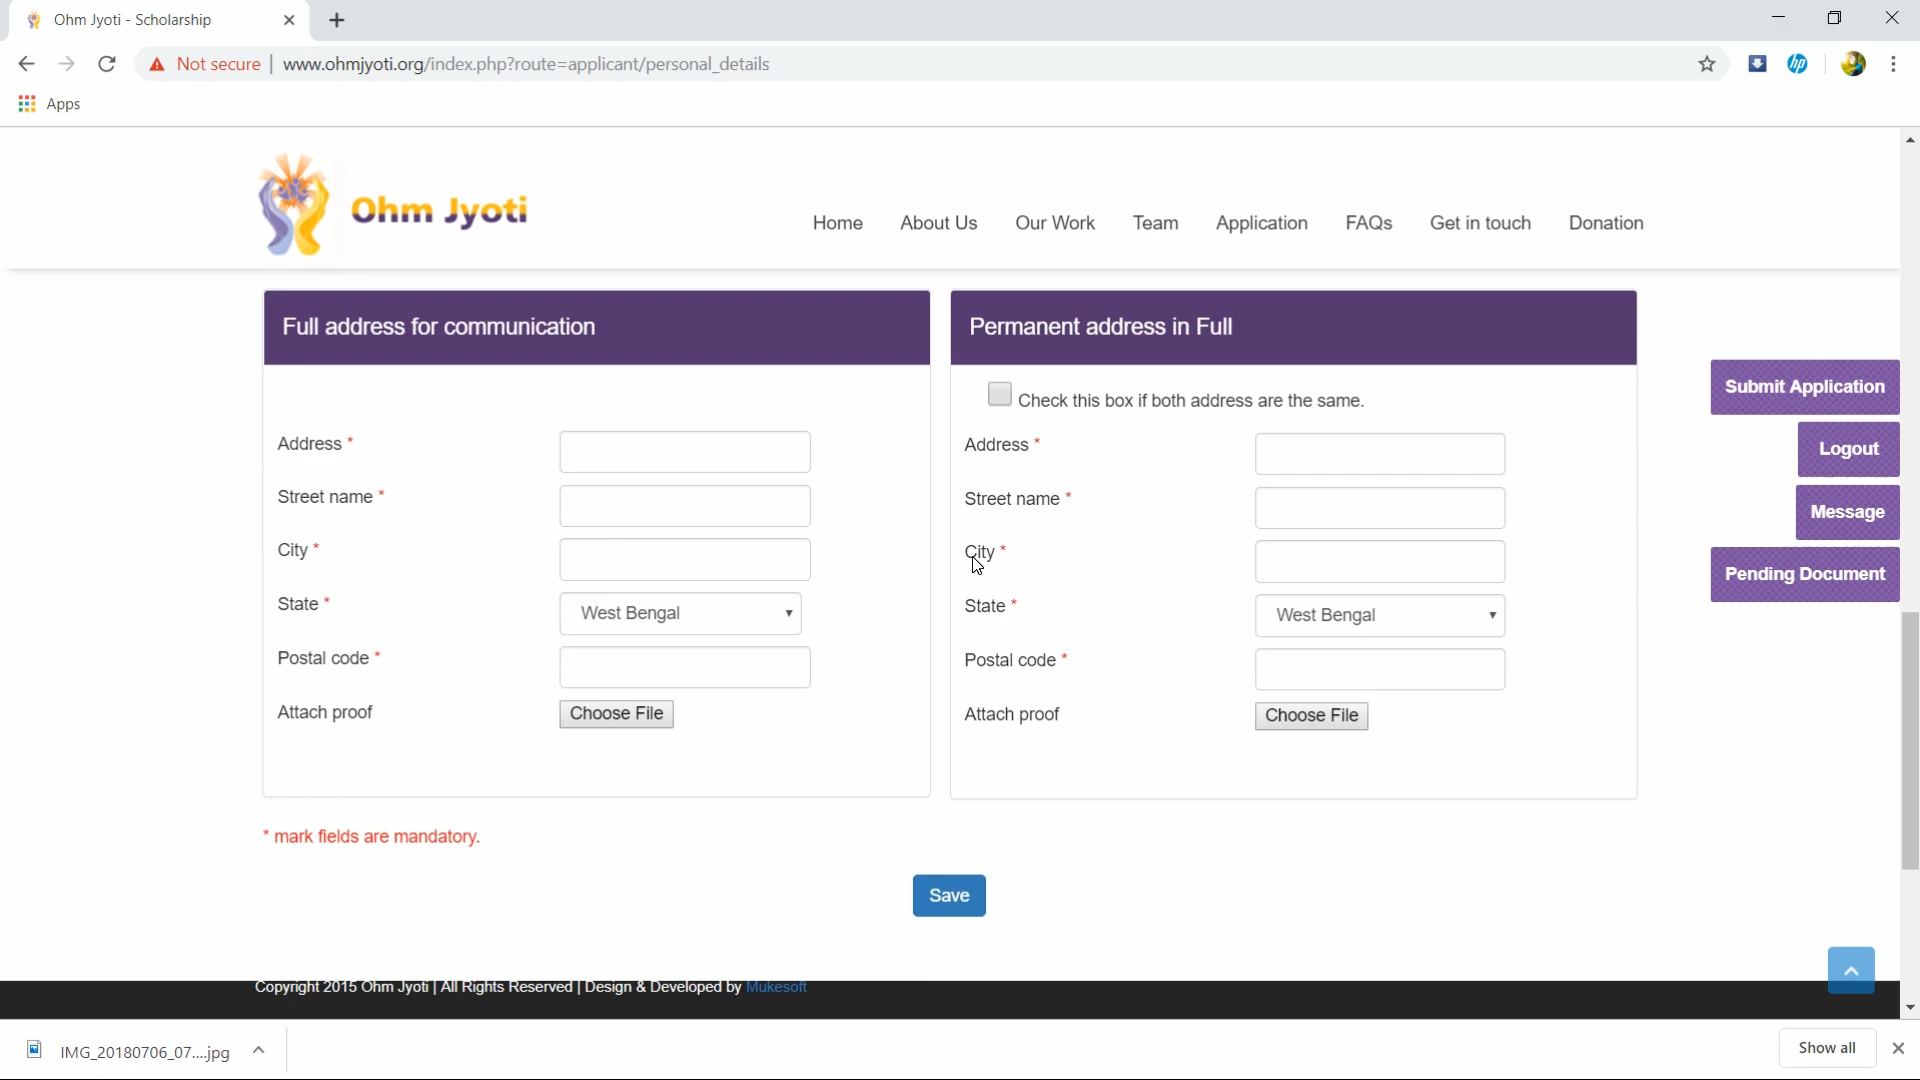 Ohm Jyoti - Scholarship
Not secure | www.ohmjyoti.org/index.php?route=applicant/personal_details
hp
Apps
Ohm Jyoti
Home About Us Our Work Team Application FAQs Get in touch Donation
Full address for communication
Address *
Street name *
City *
State * West Bengal
Postal code *
Attach proof Choose File
Permanent address in Full
Check this box if both address are the same.
Address *
Street name *
City *
State * West Bengal
Postal code *
Attach proof Choose File
Submit Application
Logout
Message
Pending Document
* mark fields are mandatory.
Save
Copyright 2015 Ohm Jyoti | All Rights Reserved | Design & Developed by Mukesoft
IMG_20180706_07....jpg
Show all